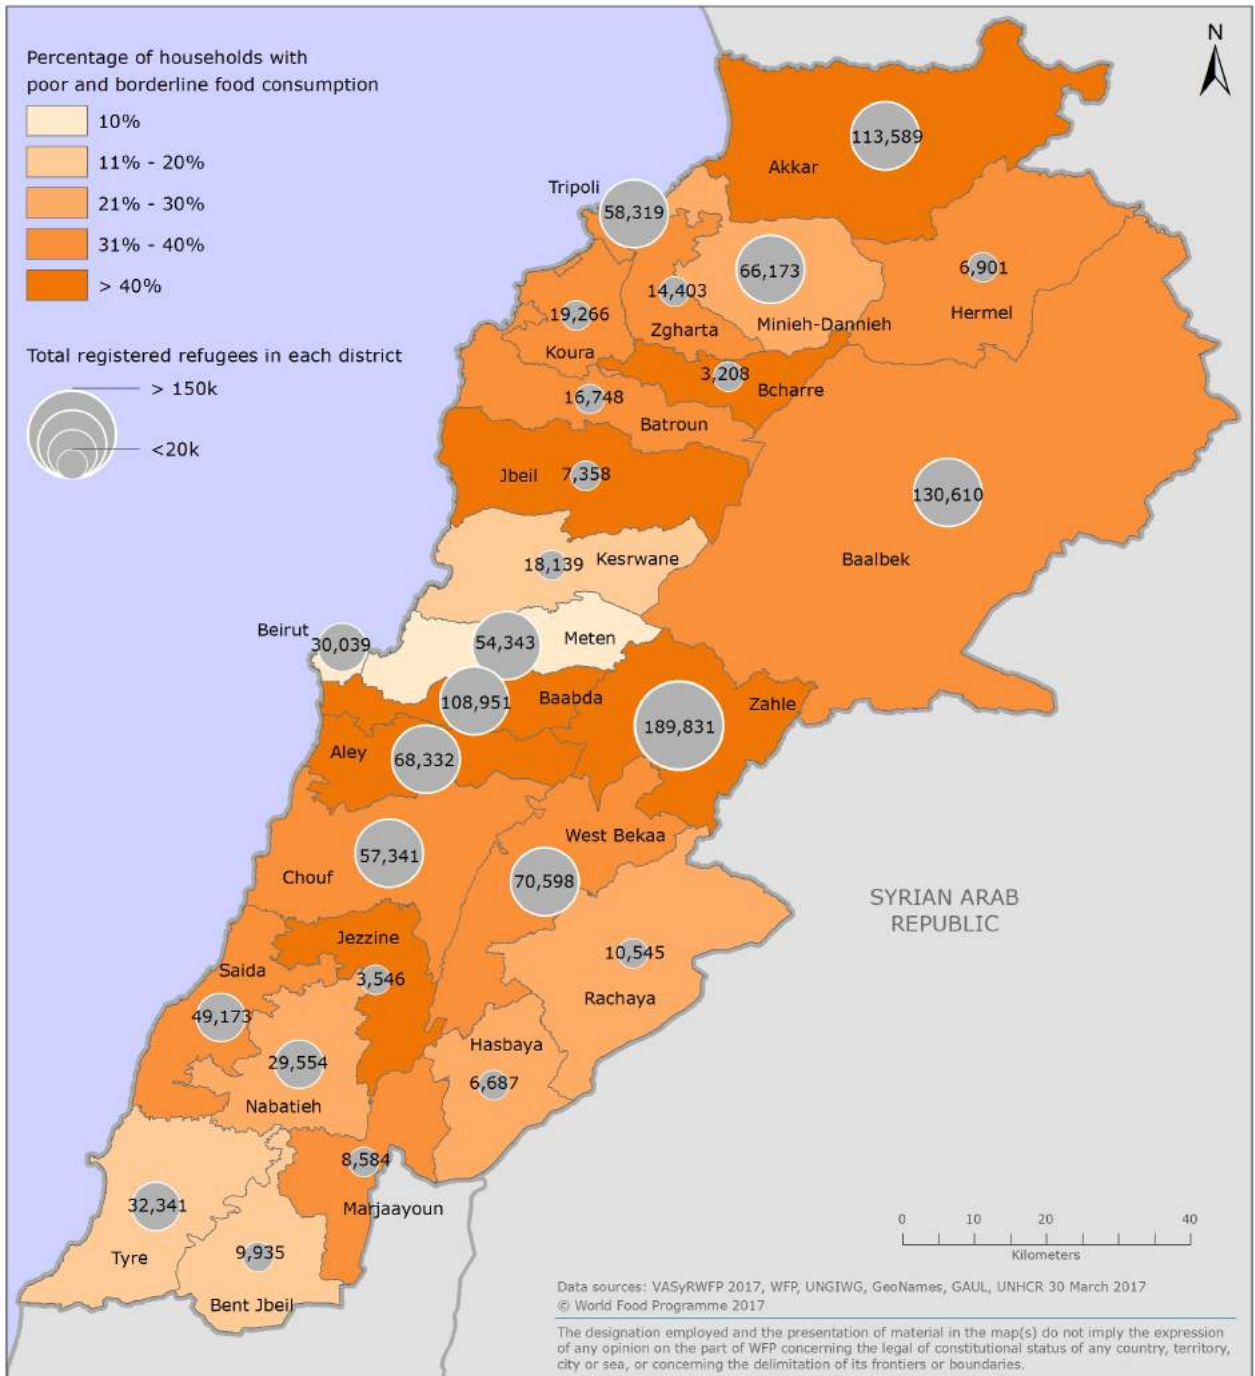 Percentage of households with
poor and borderline food consumption
10%
11% - 20%
21% - 30%
31% - 40%
> 40%
Total registered refugees in each district
> 150k
<20k
N
113,589
Akkar
Tripoli
58,319
66,173
Minieh-Dannieh
6,901
Hermel
14,403
Zgharta
19,266
Koura
3,208
Bcharre
16,748
Batroun
Jbeil 7,358
130,610
Baalbek
18,139 Kesrwane
Beirut
30,039
54,343 Meten
108,951 Baabda
189,831 Zahle
Aley
68,332
West Bekaa
57,341
Chouf
70,598
SYRIAN ARAB
REPUBLIC
Jezzine
3,546
10,545
Rachaya
Saida
49,173
29,554
Nabatieh
Hasbaya
6,687
8,584
Marjaayoun
32,341
Tyre
9,935
Bent Jbeil
0 10 20 40
Kilometers
Data sources: VASyRWFP 2017, WFP, UNGIWG, GeoNames, GAUL, UNHCR 30 March 2017
© World Food Programme 2017
The designation employed and the presentation of material in the map(s) do not imply the expression
of any opinion on the part of WFP concerning the legal of constitutional status of any country, territory,
city or sea, or concerning the delimitation of its frontiers or boundaries.